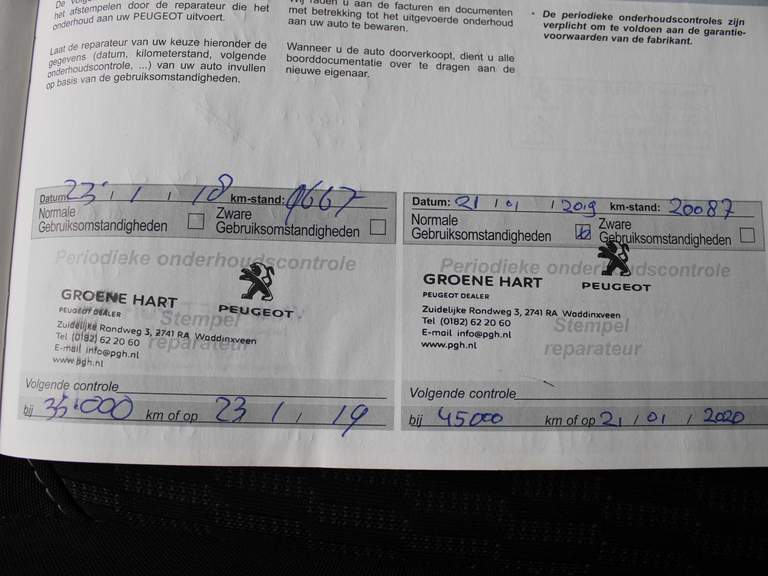 het afstempelen door de reparateur die het
onderhoud aan uw PEUGEOT uitvoert.
Laat de reparateur van uw keuze hieronder de
gegevens (datum, kilometerstand, volgende
onderhoudscontrole, ...) van uw auto invullen
op basis van de gebruiksomstandigheden.
u aan de facturen en documenten
met betrekking tot het uitgevoerde onderhoud
aan uw auto te bewaren.
Wanneer u de auto doorverkoopt, dient u alle
boorddocumentatie over te dragen aan de
nieuwe eigenaar.
• De periodieke onderhoudscontroles zijn
verplicht om te voldoen aan de garantie-
voorwaarden van de fabrikant.
Datum: 23 / 1 / 18 km-stand: 9667
Normale Gebruiksomstandigheden
Zware Gebruiksomstandigheden
Periodieke onderhoudscontrole
GROENE HART
PEUGEOT DEALER
PEUGEOT
Zuidelijke Rondweg 3, 2741 RA Waddinxveen
Tel (0182) 62 20 60
E-mail info@pgh.nl
www.pgh.nl
Stempel
reparateur
Volgende controle
bij 35.000 km of op 23 / 1 / 19
Datum: 21 / 01 / 2019 km-stand: 20087
Normale Gebruiksomstandigheden
Zware Gebruiksomstandigheden
Periodieke onderhoudscontrole
GROENE HART
PEUGEOT DEALER
PEUGEOT
Zuidelijke Rondweg 3, 2741 RA Waddinxveen
Tel (0182) 62 20 60
E-mail info@pgh.nl
www.pgh.nl
Stempel
reparateur
Volgende controle
bij 45000 km of op 21 / 01 / 2020